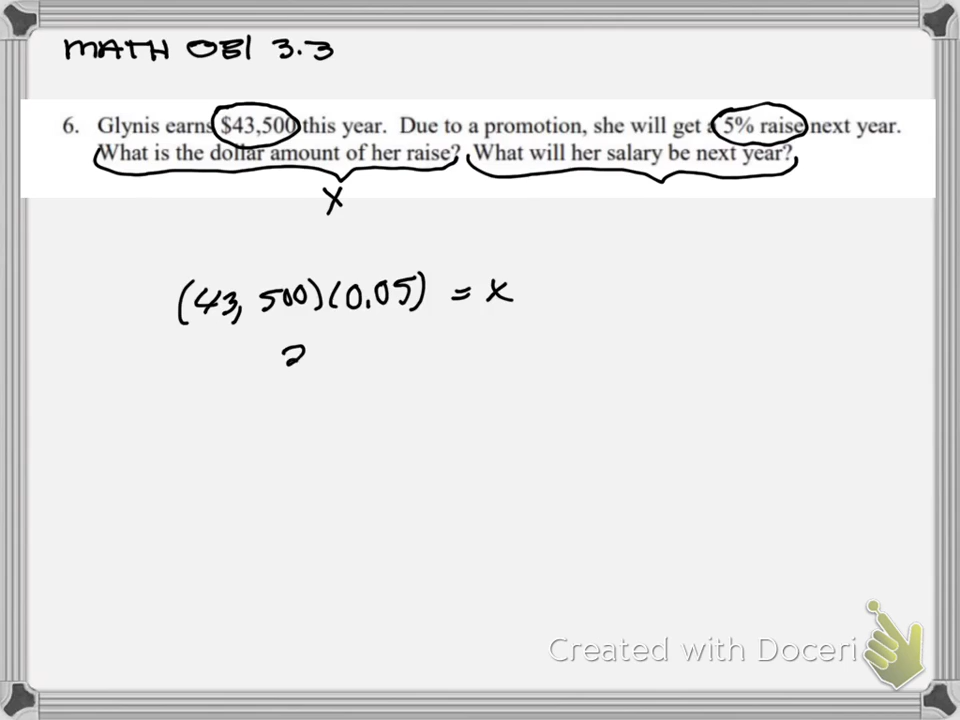 MATH 081 3.3
6. Glynis earns $43,500 this year. Due to a promotion, she will get a 5% raise next year.
What is the dollar amount of her raise? What will her salary be next year?
x
(43,500)(0.05) = x
2
Created with Doceri